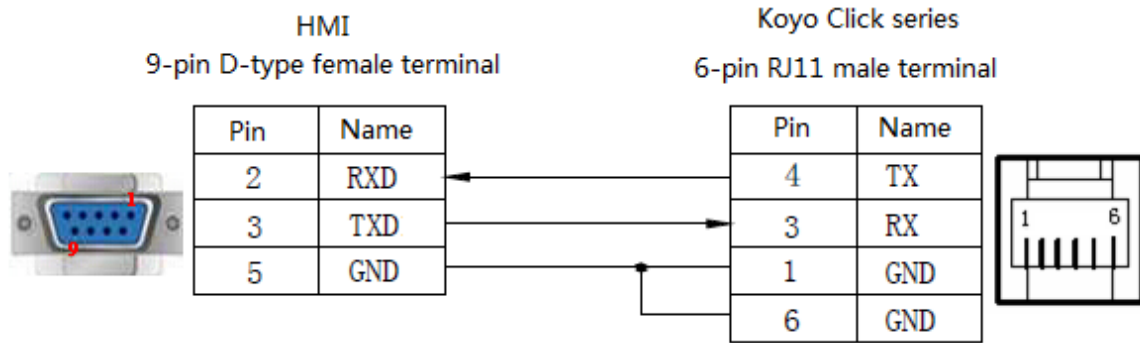 HMI
9-pin D-type female terminal
Koyo Click series
6-pin RJ11 male terminal
Pin Name
2 RXD
3 TXD
5 GND
Pin Name
4 TX
3 RX
1 GND
6 GND
1
9
1 6